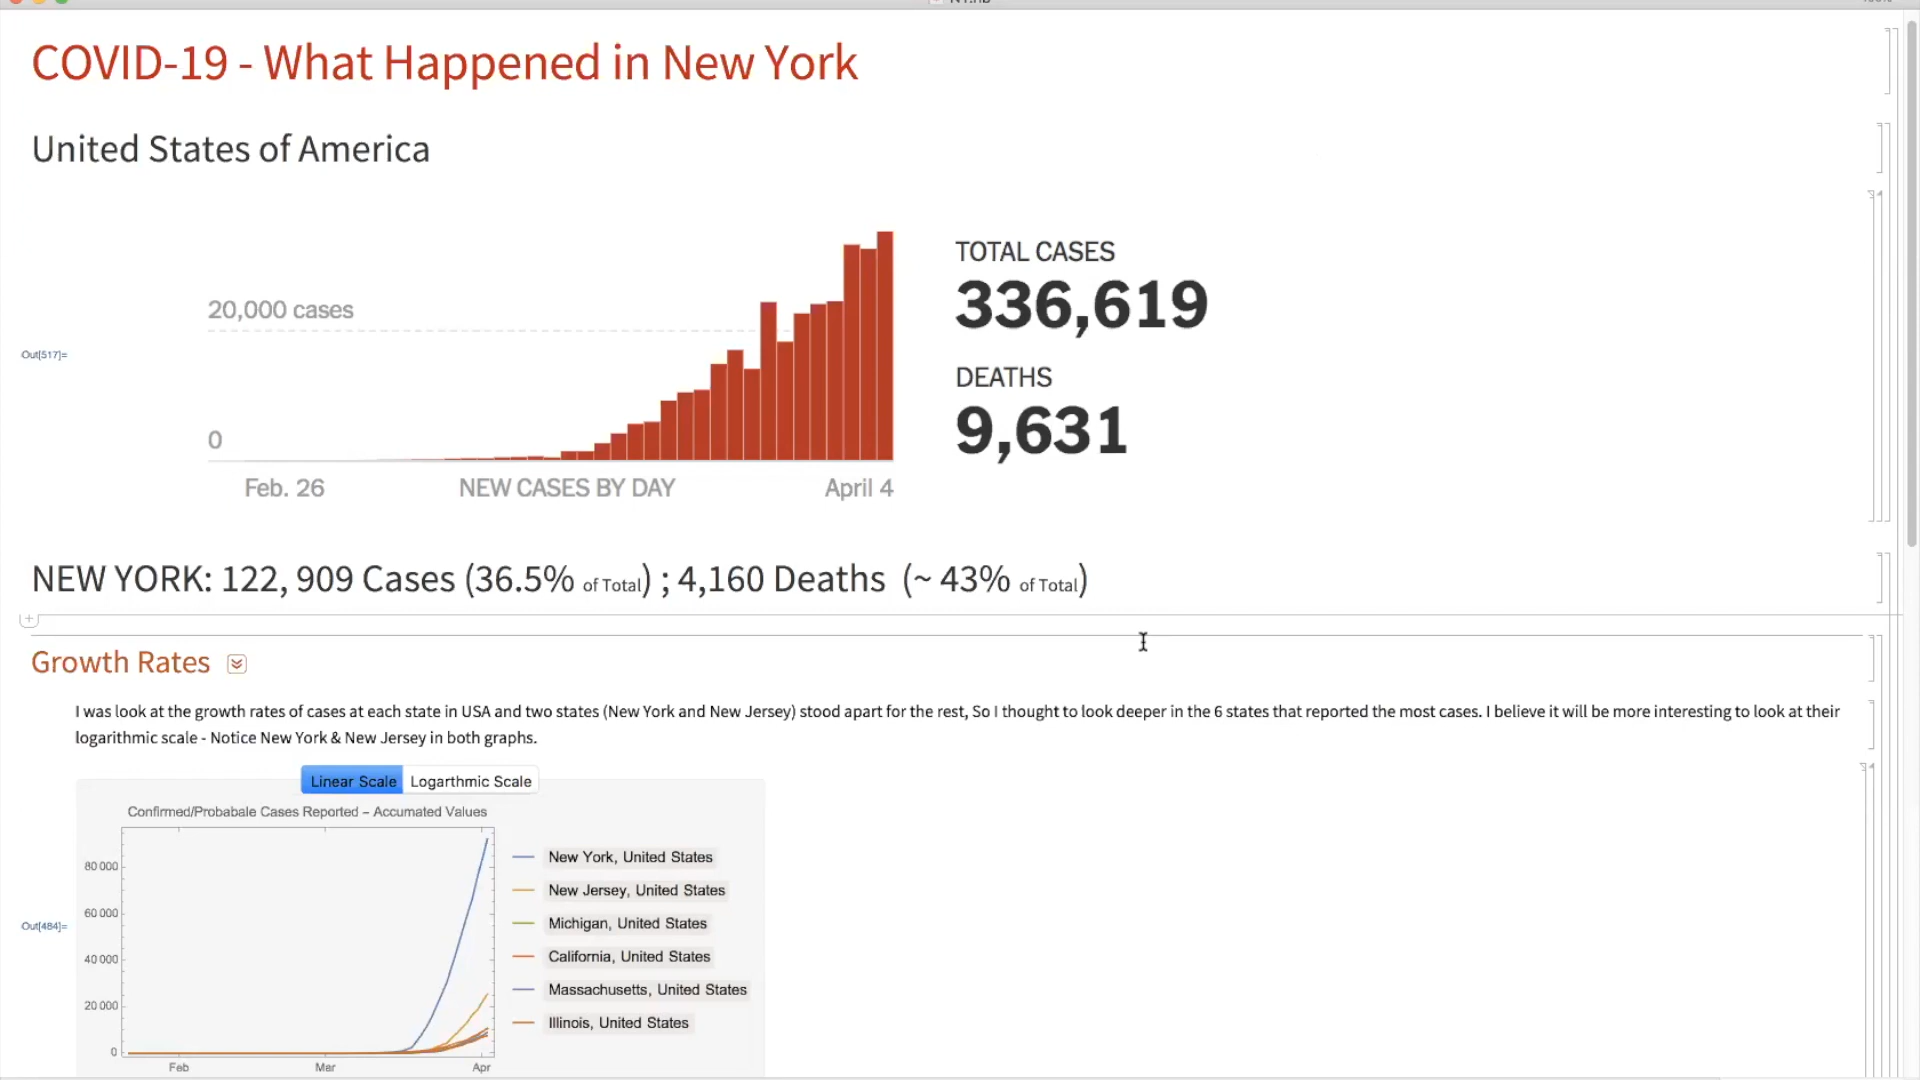 COVID-19 - What Happened in New York
United States of America
20,000 cases
0
Feb. 26 NEW CASES BY DAY April 4
TOTAL CASES
336,619
DEATHS
9,631
Out[517]=
NEW YORK: 122, 909 Cases (36.5% of Total) ; 4,160 Deaths (~ 43% of Total)
Growth Rates
I was look at the growth rates of cases at each state in USA and two states (New York and New Jersey) stood apart for the rest, So I thought to look deeper in the 6 states that reported the most cases. I believe it will be more interesting to look at their
logarithmic scale - Notice New York & New Jersey in both graphs.
Linear Scale Logarthmic Scale
Confirmed/Probabale Cases Reported – Accumated Values
80 000
60 000
40 000
20 000
0
Feb Mar Apr
New York, United States
New Jersey, United States
Michigan, United States
California, United States
Massachusetts, United States
Illinois, United States
Out[484]=